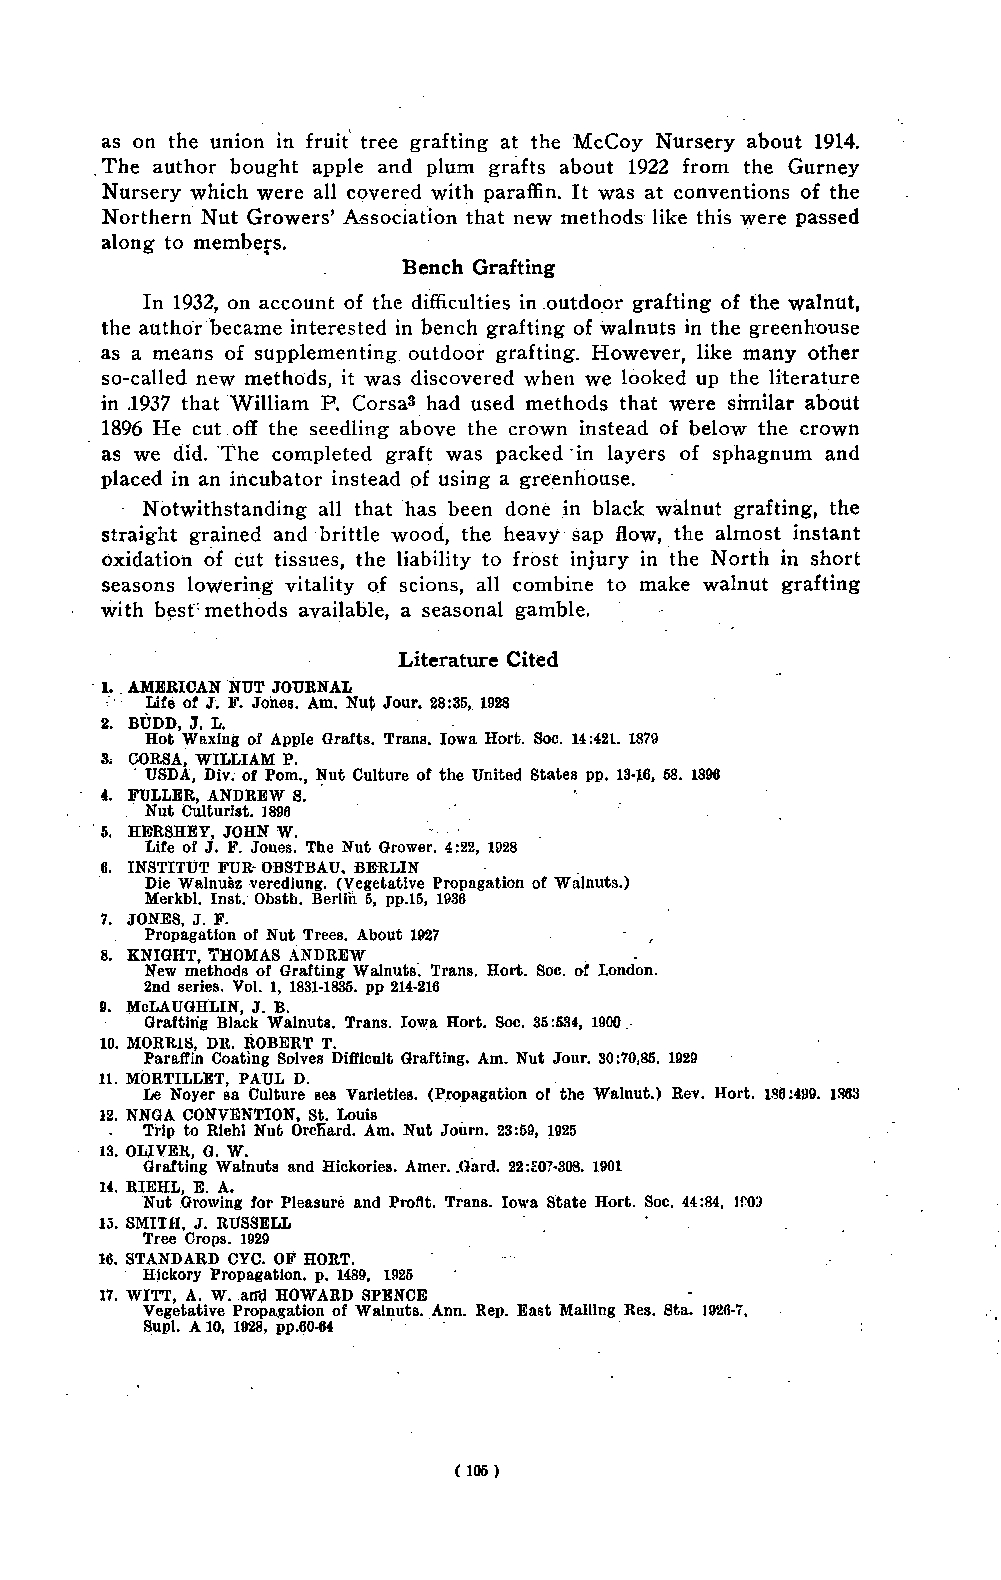 as on the union in fruit tree grafting at the McCoy Nursery about 1914.
The author bought apple and plum grafts about 1922 from the Gurney
Nursery which were all covered with paraffin. It was at conventions of the
Northern Nut Growers' Association that new methods like this were passed
along to members.
Bench Grafting
In 1932, on account of the difficulties in outdoor grafting of the walnut,
the author became interested in bench grafting of walnuts in the greenhouse
as a means of supplementing outdoor grafting. However, like many other
so-called new methods, it was discovered when we looked up the literature
in 1937 that William P. Corsa³ had used methods that were similar about
1896 He cut off the seedling above the crown instead of below the crown
as we did. The completed graft was packed in layers of sphagnum and
placed in an incubator instead of using a greenhouse.
Notwithstanding all that has been done in black walnut grafting, the
straight grained and brittle wood, the heavy sap flow, the almost instant
oxidation of cut tissues, the liability to frost injury in the North in short
seasons lowering vitality of scions, all combine to make walnut grafting
with best methods available, a seasonal gamble.
Literature Cited
1. AMERICAN NUT JOURNAL
Life of J. F. Jones. Am. Nut Jour. 28:35, 1928
2. BUDD, J. L.
Hot Waxing of Apple Grafts. Trans. Iowa Hort. Soc. 14:421. 1879
3. CORSA, WILLIAM P.
USDA, Div. of Pom., Nut Culture of the United States pp. 13-16, 58. 1896
4. FULLER, ANDREW S.
Nut Culturist. 1896
5. HERSHEY, JOHN W.
Life of J. F. Jones. The Nut Grower. 4:22, 1928
6. INSTITUT FUR OBSTBAU, BERLIN
Die Walnusz veredlung. (Vegetative Propagation of Walnuts.)
Merkbl. Inst. Obstb. Berlin 5, pp.15, 1936
7. JONES, J. F.
Propagation of Nut Trees. About 1927
8. KNIGHT, THOMAS ANDREW
New methods of Grafting Walnuts. Trans. Hort. Soc. of London.
2nd series. Vol. 1, 1831-1835. pp 214-216
9. McLAUGHLIN, J. B.
Grafting Black Walnuts. Trans. Iowa Hort. Soc. 35:534, 1900
10. MORRIS, DR. ROBERT T.
Paraffin Coating Solves Difficult Grafting. Am. Nut Jour. 30:70,85, 1929
11. MORTILLET, PAUL D.
Le Noyer sa Culture ses Varieties. (Propagation of the Walnut.) Rev. Hort. 186:499. 1863
12. NNGA CONVENTION, St. Louis
Trip to Riehl Nut Orchard. Am. Nut Journ. 23:59, 1925
13. OLIVER, G. W.
Grafting Walnuts and Hickories. Amer. Gard. 22:307-308. 1901
14. RIEHL, E. A.
Nut Growing for Pleasure and Profit. Trans. Iowa State Hort. Soc. 44:84, 1909
15. SMITH, J. RUSSELL
Tree Crops. 1929
16. STANDARD CYC. OF HORT.
Hickory Propagation. p. 1489, 1925
17. WITT, A. W. and HOWARD SPENCE
Vegetative Propagation of Walnuts. Ann. Rep. East Malling Res. Sta. 1926-7,
Supl. A 10, 1928, pp.60-64
( 105 )